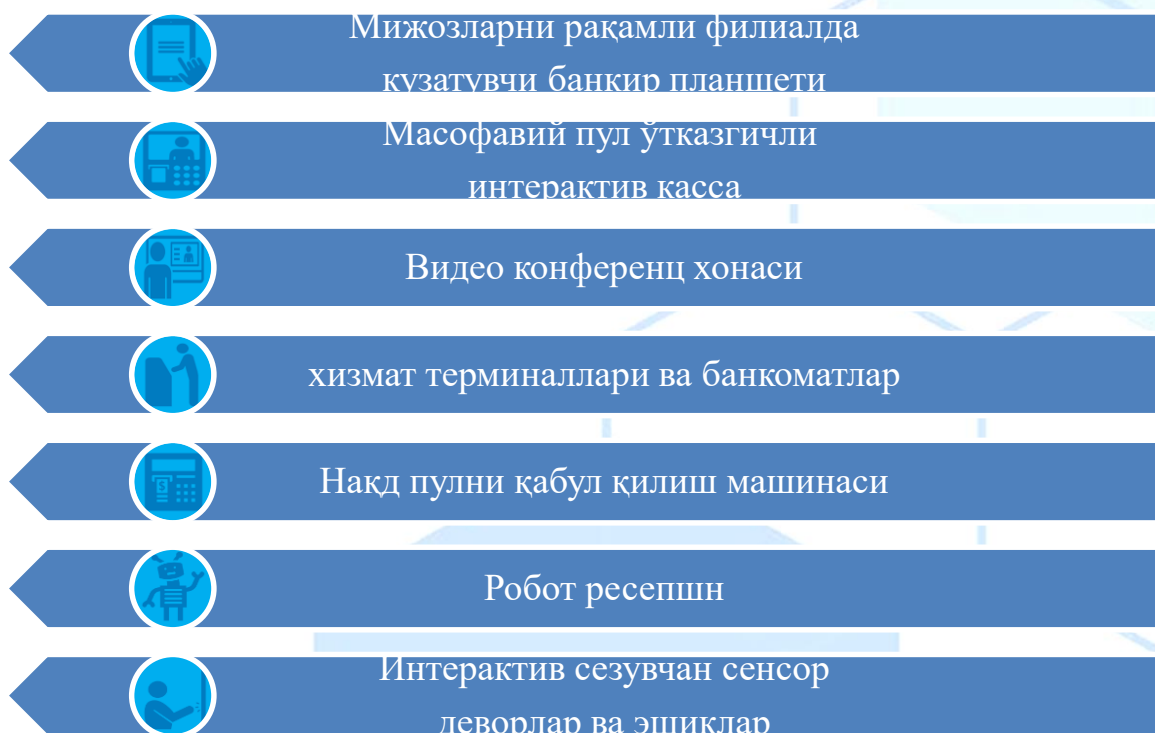 Мижозларни рақамли филиалда
кузатувчи банкир планшети
Масофавий пул ўтказгичли
интерактив касса
Видео конференц хонаси
хизмат терминаллари ва банкоматлар
Нақд пулни қабул қилиш машинаси
Робот ресепшн
Интерактив сезувчан сенсор
деворлар ва эшиклар